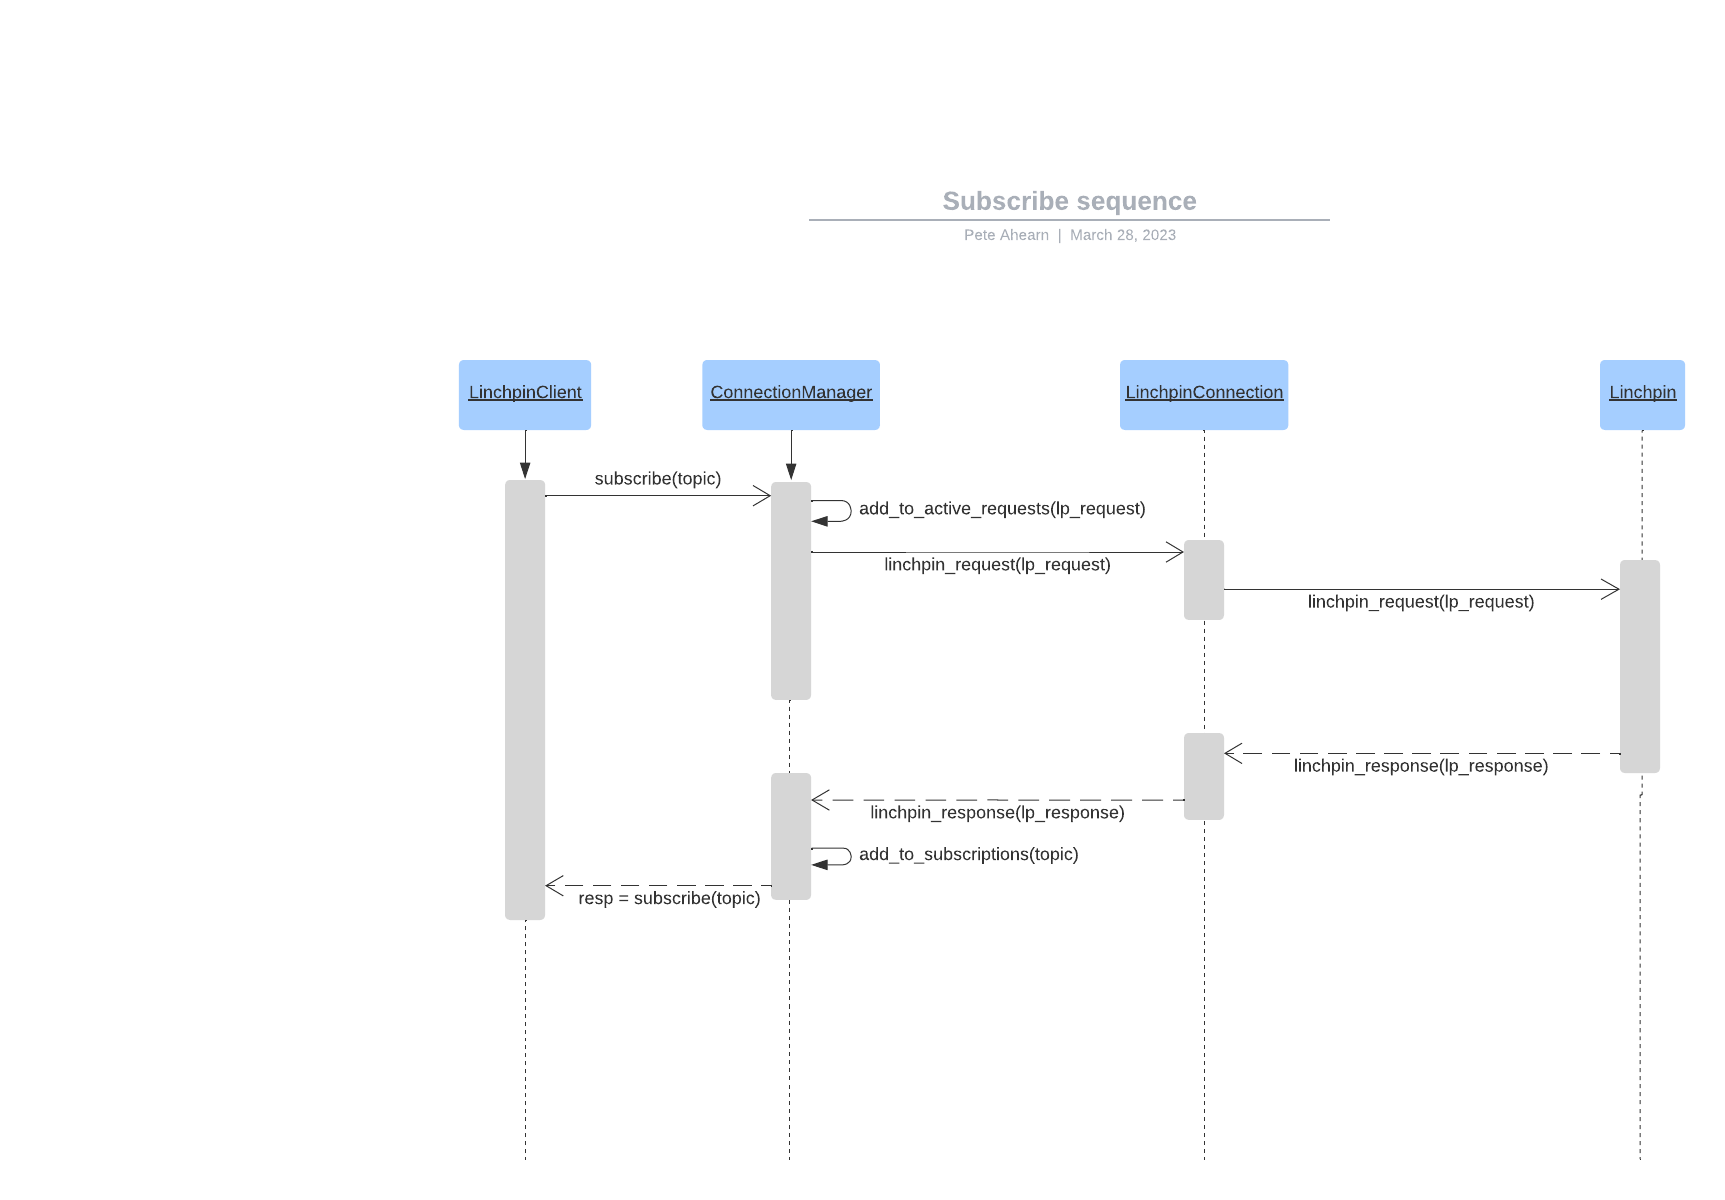 Subscribe sequence
Pete Ahearn | March 28, 2023
LinchpinClient
ConnectionManager
LinchpinConnection
Linchpin
subscribe(topic)
add_to_active_requests(lp_request)
linchpin_request(lp_request)
linchpin_request(lp_request)
linchpin_response(lp_response)
linchpin_response(lp_response)
add_to_subscriptions(topic)
resp = subscribe(topic)